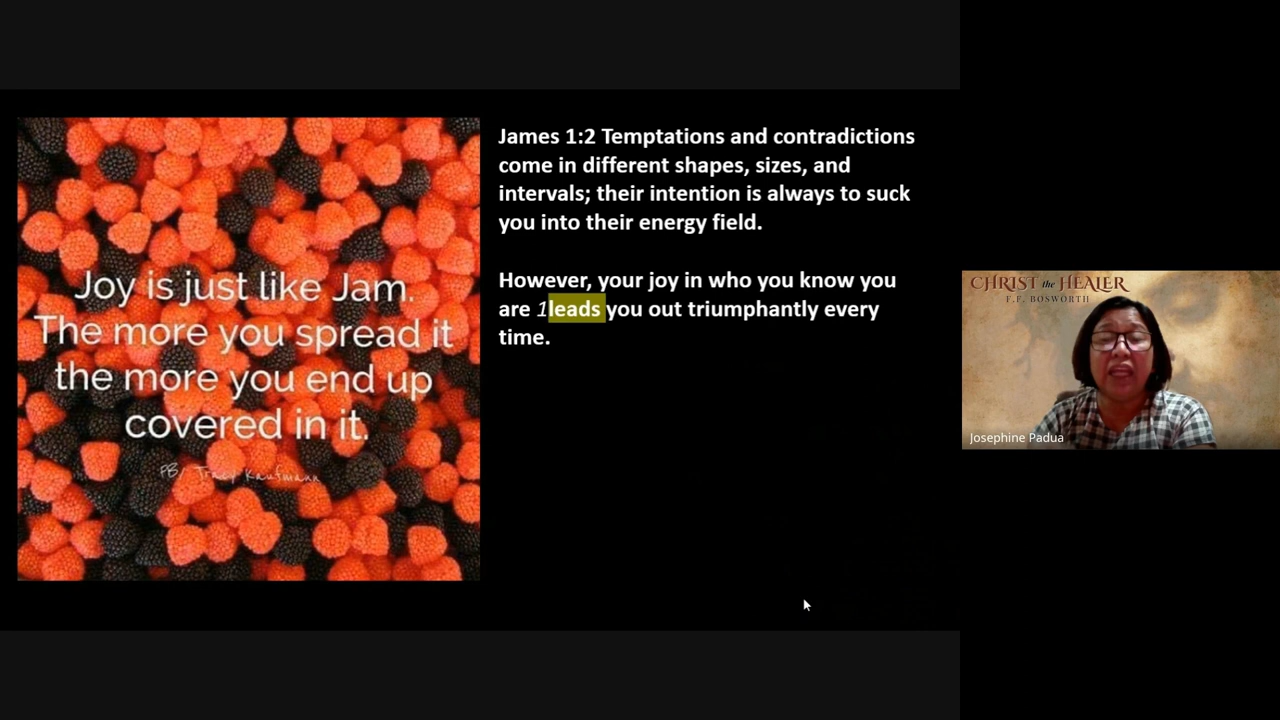 Joy is just like Jam.
The more you spread it
the more you end up
covered in it.
FB/ Tracy Kaufmann
James 1:2 Temptations and contradictions
come in different shapes, sizes, and
intervals; their intention is always to suck
you into their energy field.
However, your joy in who you know you
are 1leads you out triumphantly every
time.
CHRIST the HEALER
F.F. BOSWORTH
Josephine Padua